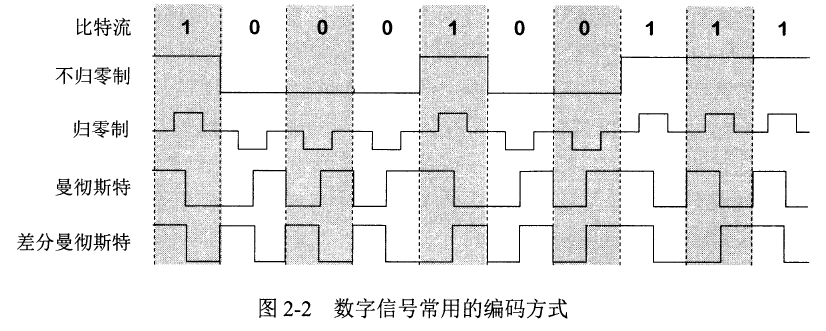 比特流 1 0 0 0 1 0 0 1 1 1
不归零制
归零制
曼彻斯特
差分曼彻斯特
图 2-2 数字信号常用的编码方式